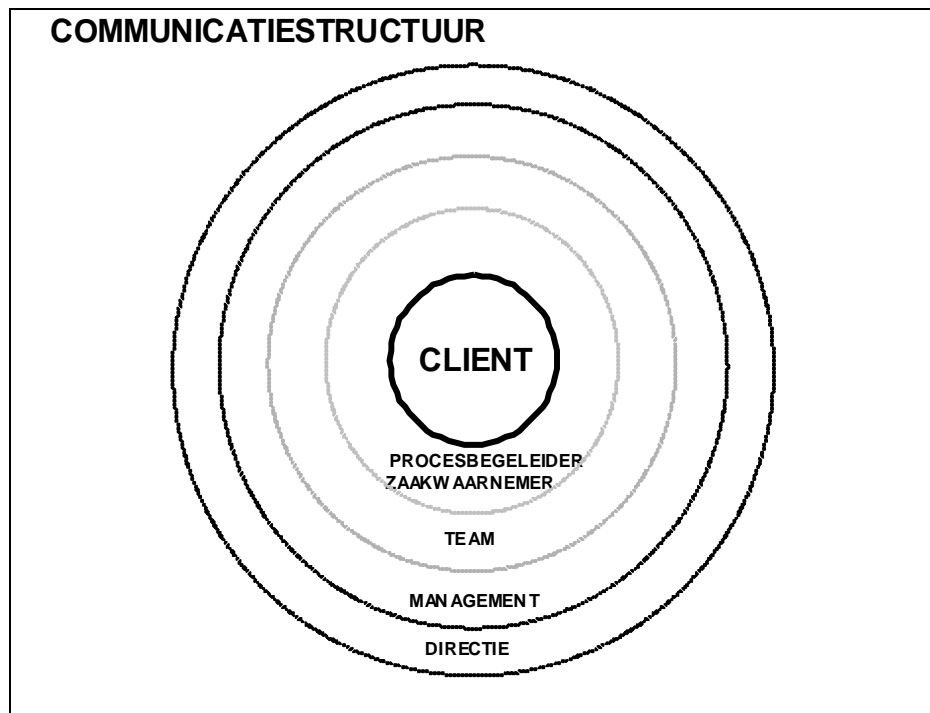 COMMUNICATIESTRUCTUUR
CLIENT
PROCESBEGELEIDER
ZAAKWAARNEMER
TEAM
MANAGEMENT
DIRECTIE